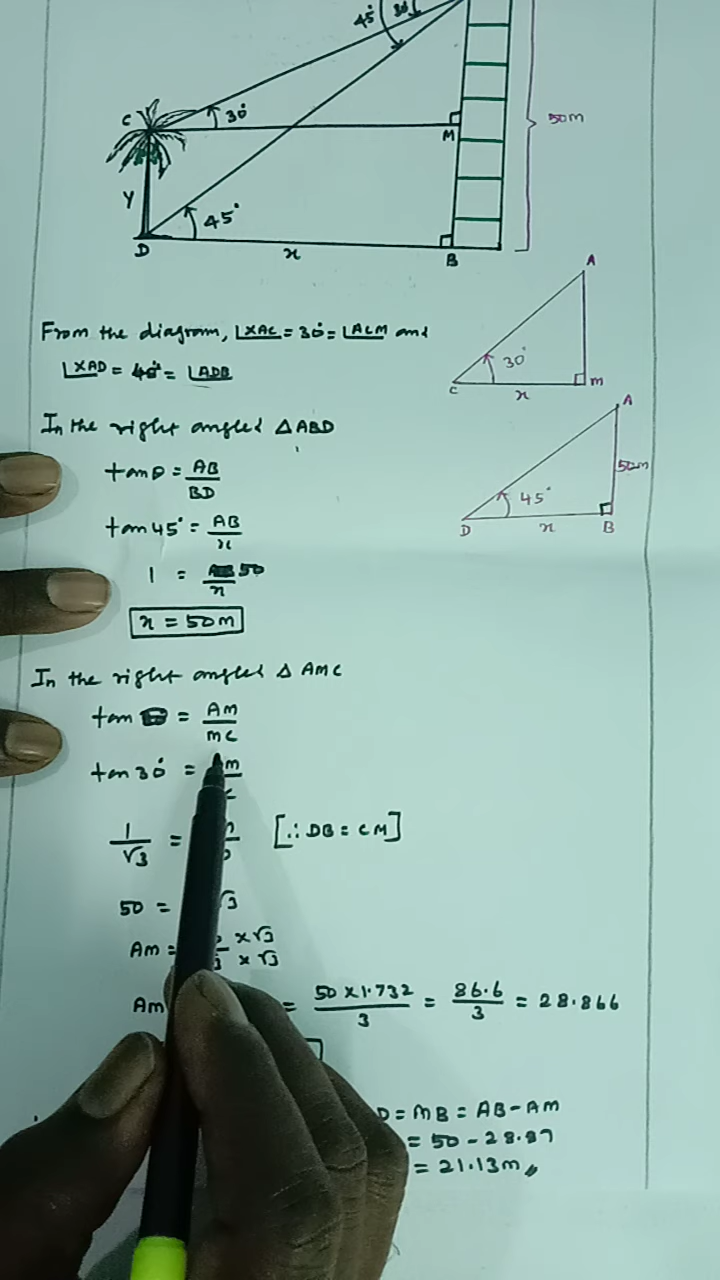 45° 30°
C 30° M 50m
Y
45°
D x B
A
From the diagram, ∠XAC = 30° = ∠ACM and
30°
C x m
∠XAD = 45° = ∠ADB
A
In the right angled △ABD
tan θ = AB/BD
50m
45°
D x B
tan 45° = AB/x
1 = 50/x
x = 50m
In the right angled △ AMC
tan = AM/MC
tan 30° =
1/√3 = [∴ DB = CM]
50 = √3
AM = × √3 / × √3
AM = 50 × 1.732/3 = 86.6/3 = 28.866
D = MB = AB - AM
= 50 - 28.87
= 21.13m